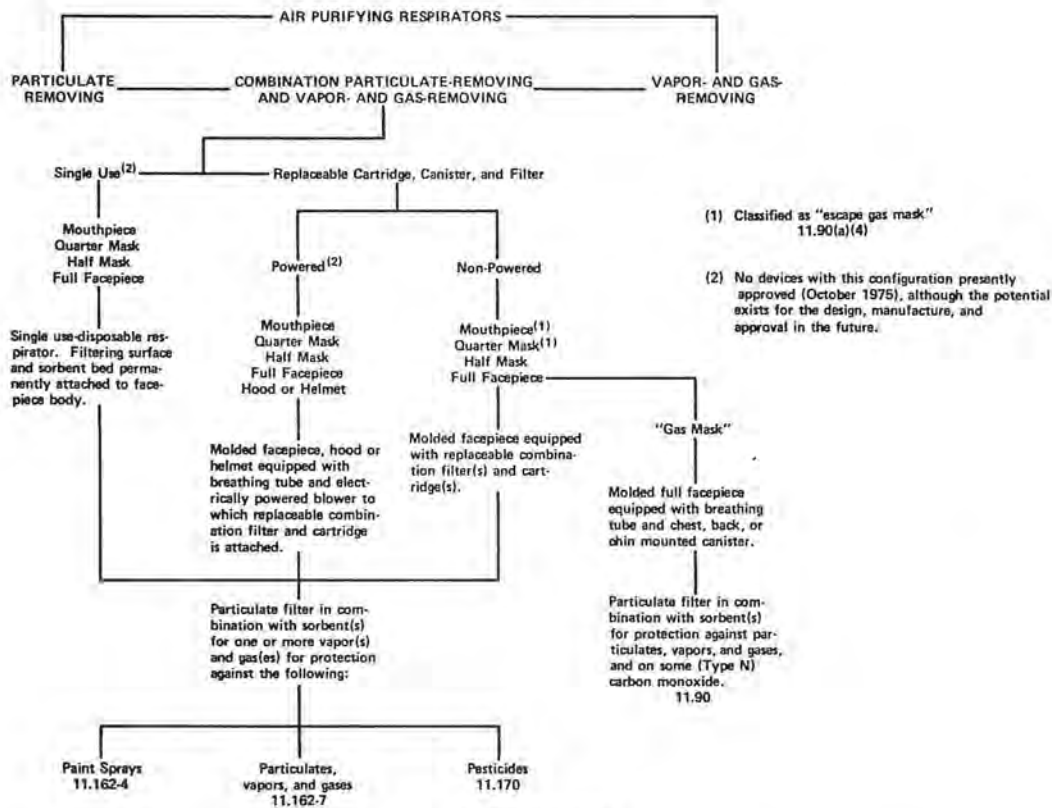 AIR PURIFYING RESPIRATORS
PARTICULATE
REMOVING
COMBINATION PARTICULATE-REMOVING
AND VAPOR- AND GAS-REMOVING
VAPOR- AND GAS-
REMOVING
Single Use(2)
Replaceable Cartridge, Canister, and Filter
Mouthpiece
Quarter Mask
Half Mask
Full Facepiece
Single use-disposable res-
pirator. Filtering surface
and sorbent bed perma-
nently attached to face-
piece body.
Powered(2)
Mouthpiece
Quarter Mask
Half Mask
Full Facepiece
Hood or Helmet
Molded facepiece, hood or
helmet equipped with
breathing tube and elect-
rically powered blower to
which replaceable combin-
ation filter and cartridge
is attached.
Non-Powered
Mouthpiece(1)
Quarter Mask(1)
Half Mask
Full Facepiece
Molded facepiece equipped
with replaceable combina-
tion filter(s) and cart-
ridge(s).
"Gas Mask"
Molded full facepiece
equipped with breathing
tube and chest, back, or
chin mounted canister.
Particulate filter in com-
bination with sorbent(s)
for protection against par-
ticulates, vapors, and gases,
and on some (Type N)
carbon monoxide.
11.90
(1) Classified as "escape gas mask"
11.90(a)(4)
(2) No devices with this configuration presently
approved (October 1975), although the potential
exists for the design, manufacture, and
approval in the future.
Particulate filter in com-
bination with sorbent(s)
for one or more vapor(s)
and gas(es) for protection
against the following:
Paint Sprays
11.162-4
Particulates,
vapors, and gases
11.162-7
Pesticides
11.170